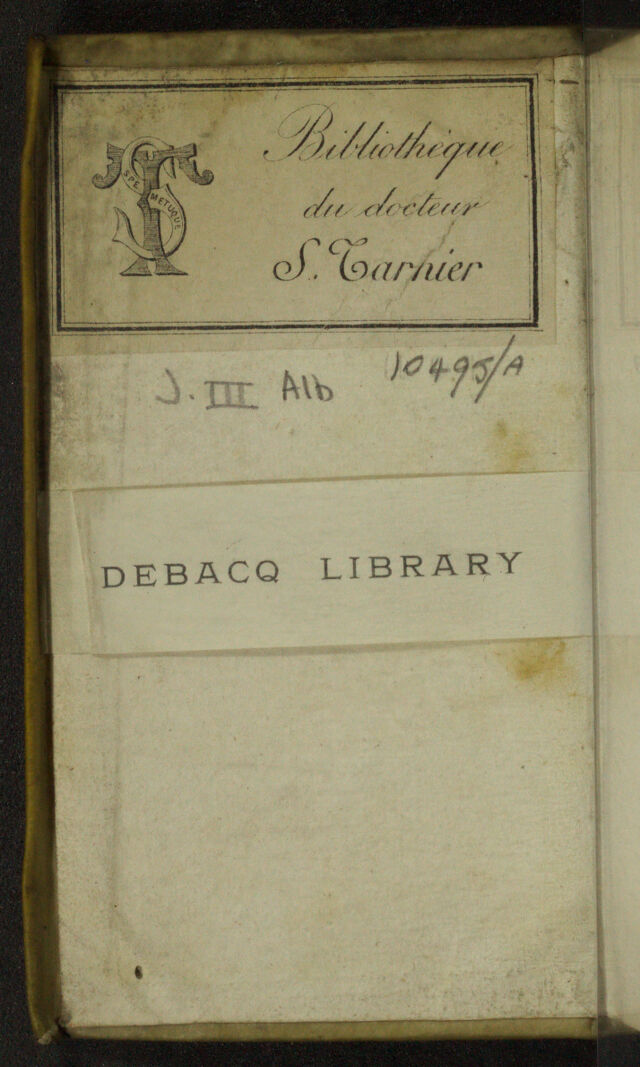 SPE METUQUE
Bibliothèque
du docteur
S. Tarnier
J. III Alb 10495/A
DEBACQ LIBRARY